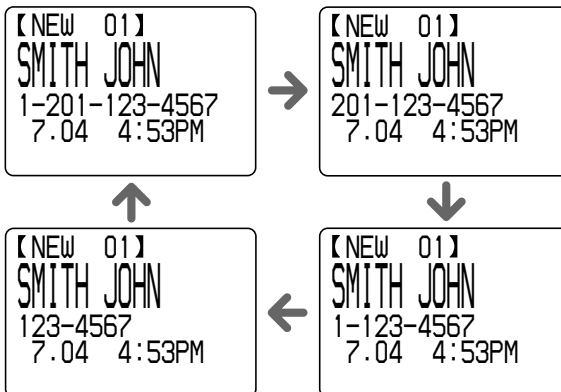 【NEW 01】
SMITH JOHN
1-201-123-4567
7.04 4:53PM
【NEW 01】
SMITH JOHN
201-123-4567
7.04 4:53PM
【NEW 01】
SMITH JOHN
123-4567
7.04 4:53PM
【NEW 01】
SMITH JOHN
1-123-4567
7.04 4:53PM